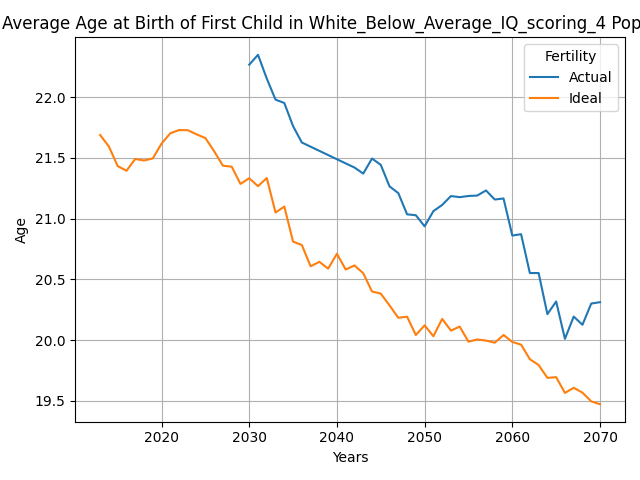 Average Age at Birth of First Child in White_Below_Average_IQ_scoring_4 Pop
Fertility
Actual
Ideal
22.0
21.5
21.0
20.5
20.0
19.5
Age
2020 2030 2040 2050 2060 2070
Years